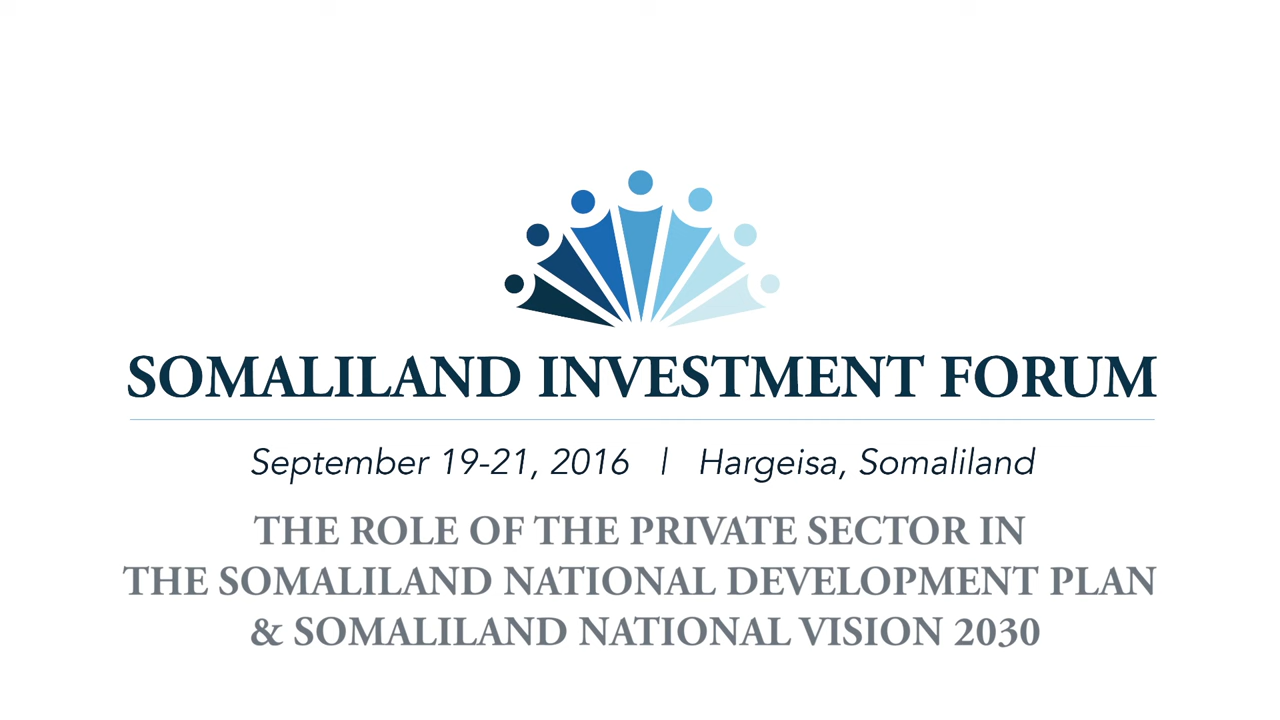 SOMALILAND INVESTMENT FORUM
September 19-21, 2016 | Hargeisa, Somaliland
THE ROLE OF THE PRIVATE SECTOR IN
THE SOMALILAND NATIONAL DEVELOPMENT PLAN
& SOMALILAND NATIONAL VISION 2030